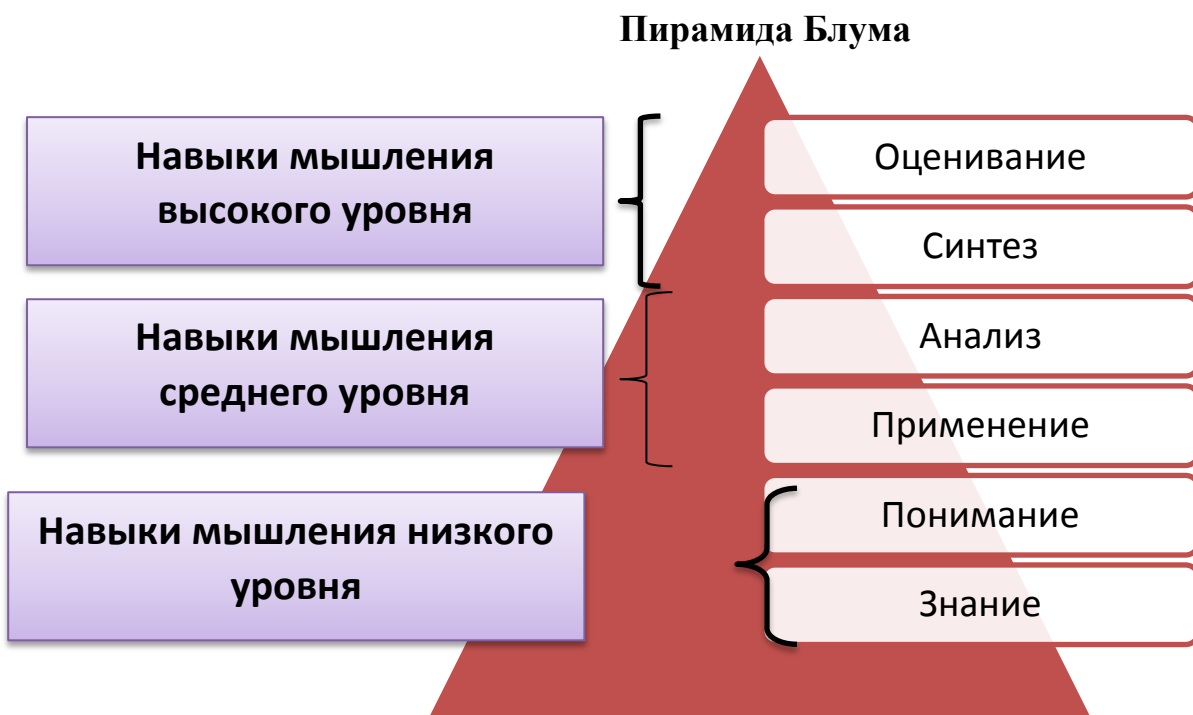 Пирамида Блума
Навыки мышления
высокого уровня
Оценивание
Синтез
Навыки мышления
среднего уровня
Анализ
Применение
Навыки мышления низкого
уровня
Понимание
Знание